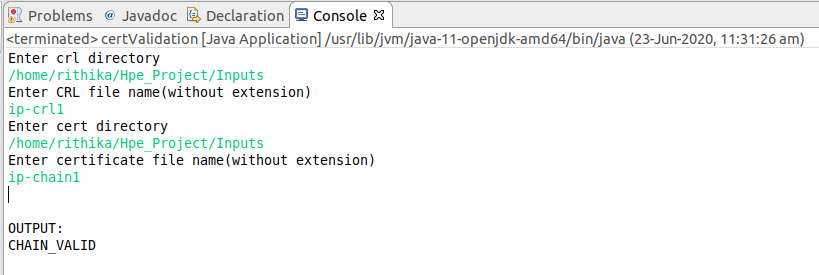 Problems @ Javadoc Declaration Console
<terminated> certValidation [Java Application] /usr/lib/jvm/java-11-openjdk-amd64/bin/java (23-Jun-2020, 11:31:26 am)
Enter crl directory
/home/rithika/Hpe_Project/Inputs
Enter CRL file name(without extension)
ip-crl1
Enter cert directory
/home/rithika/Hpe_Project/Inputs
Enter certificate file name(without extension)
ip-chain1
OUTPUT:
CHAIN_VALID